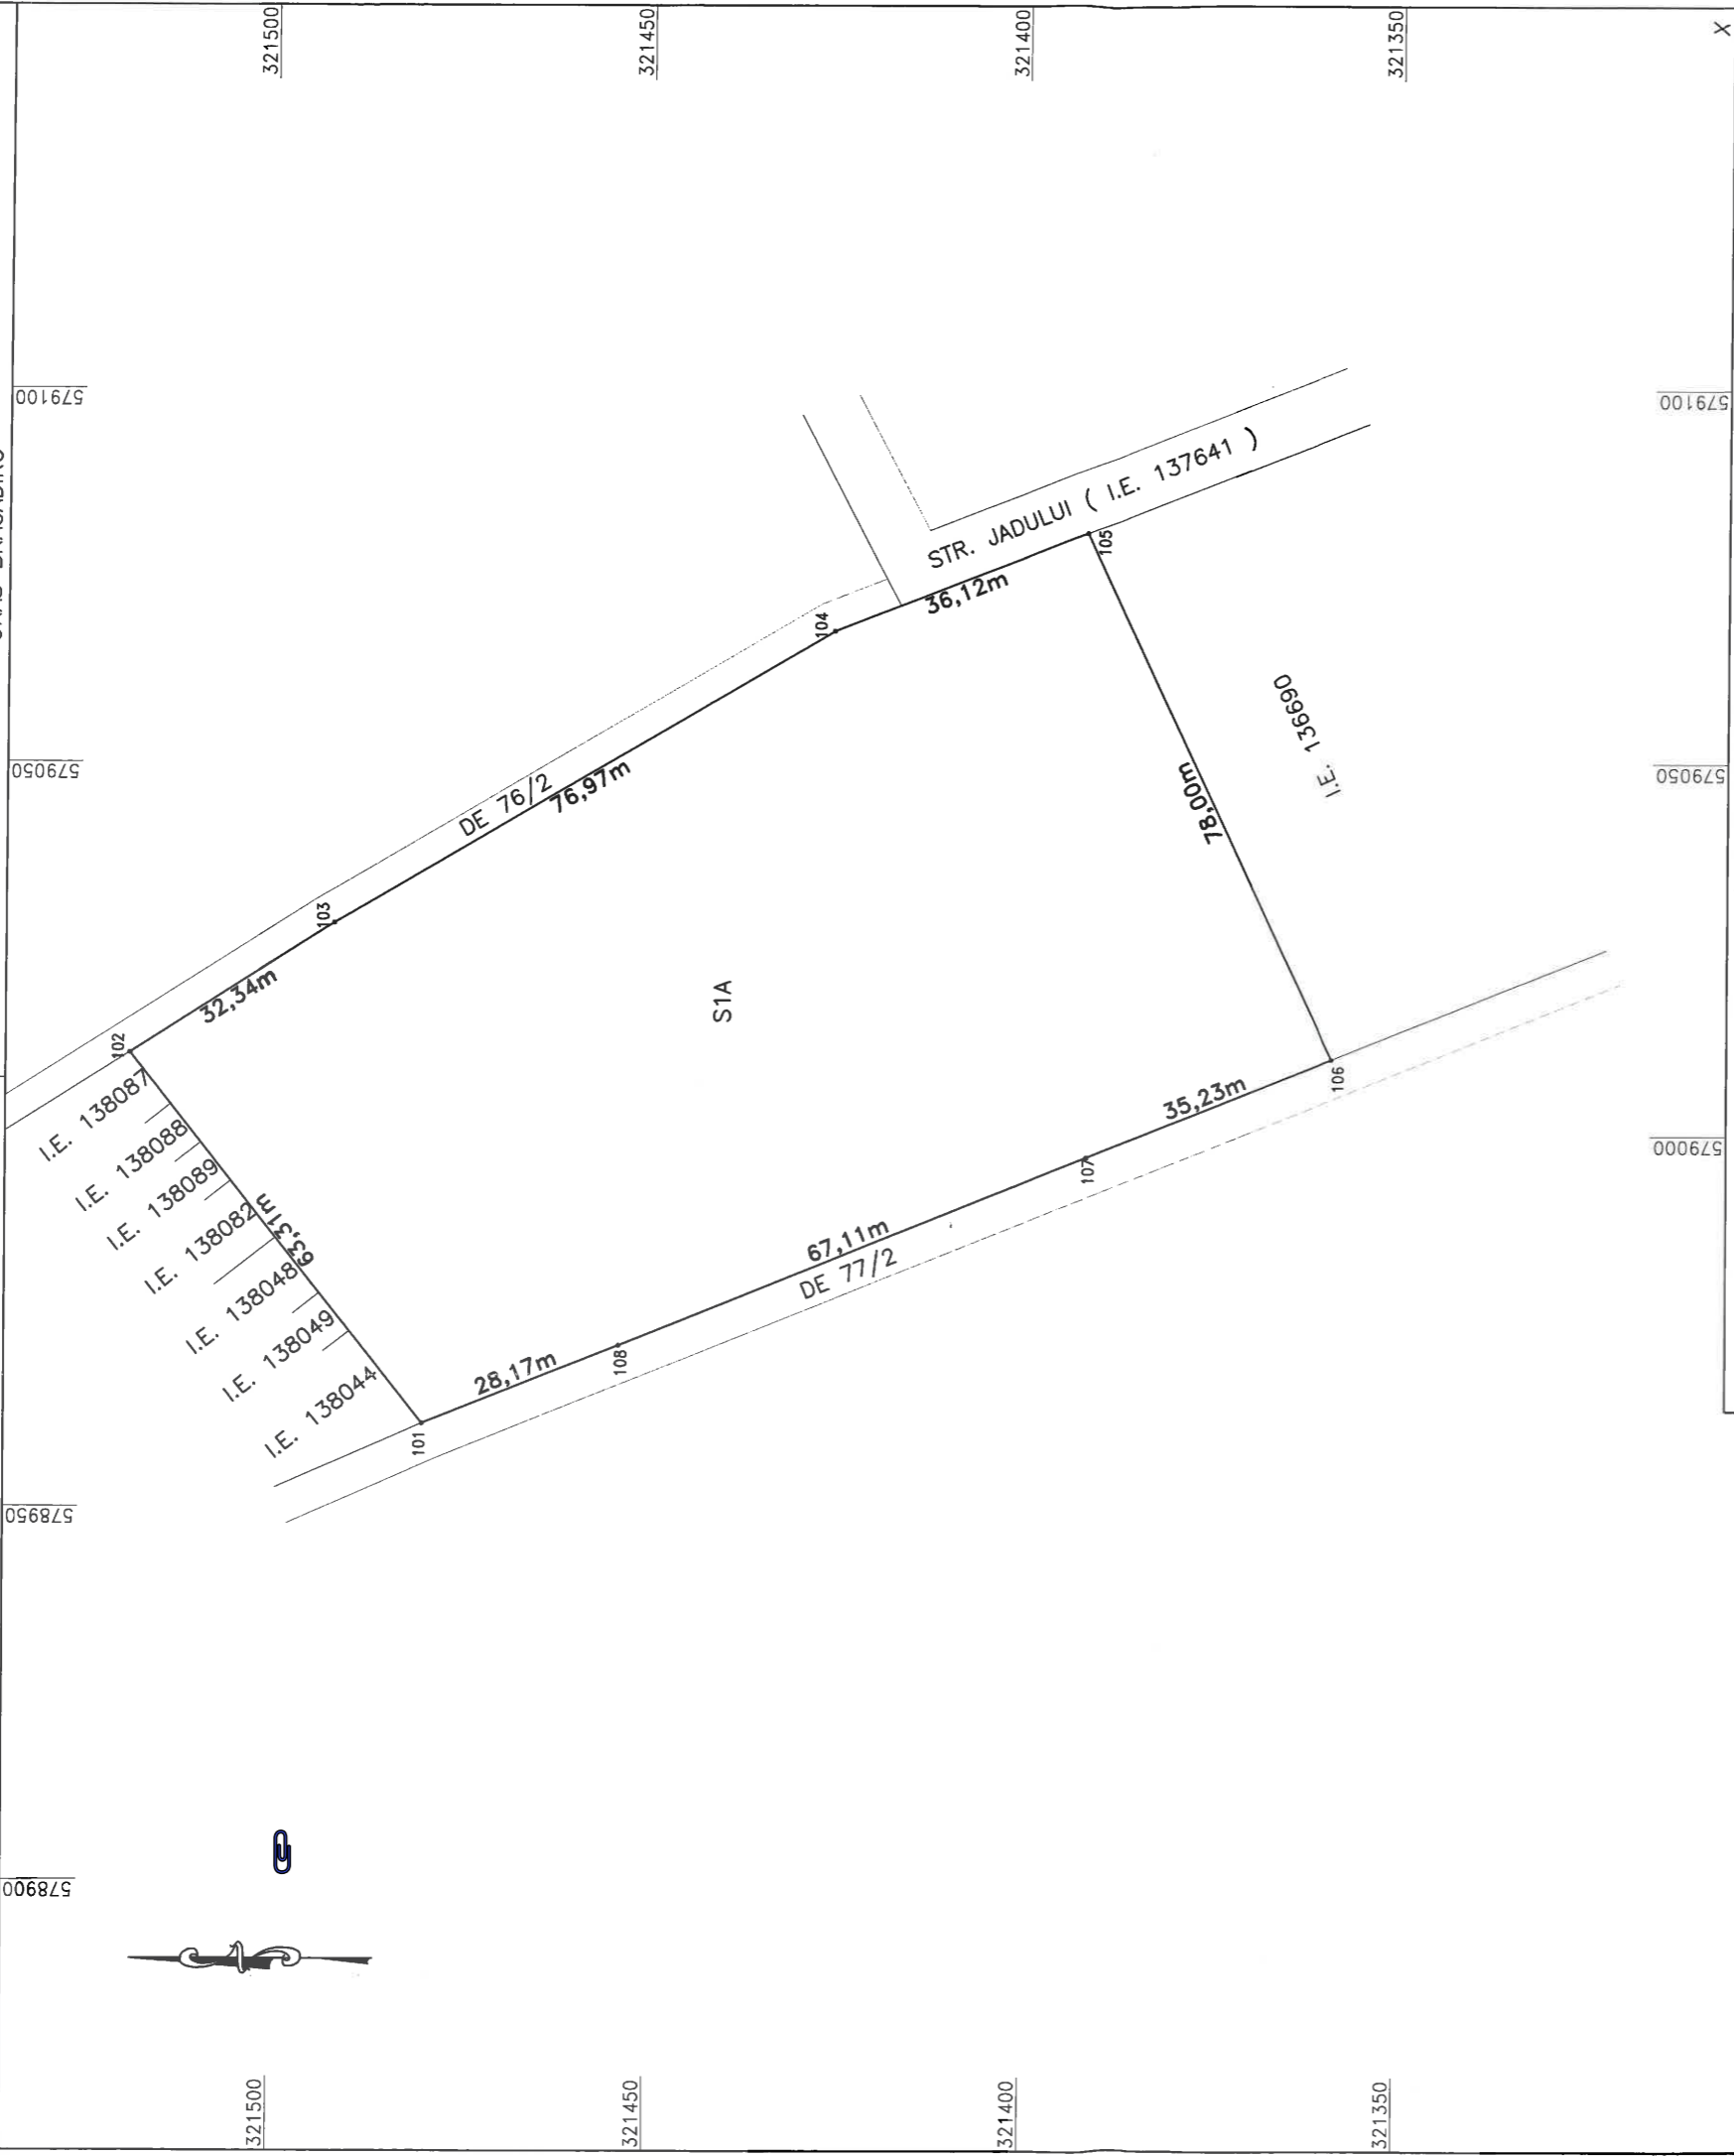 321500
321450
321400
321350
X
579100
579100
579050
579050
579000
578950
578900
STR. JADULUI ( I.E. 137641 )
105
36,12m
104
DE 76/2
76,97m
103
32,34m
102
78,00m
I.E. 136690
S1A
I.E. 138087
I.E. 138088
I.E. 138089
I.E. 138082
I.E. 138048
I.E. 138049
I.E. 138044
63,31m
106
35,23m
107
67,11m
DE 77/2
108
28,17m
101
321500
321450
321400
321350